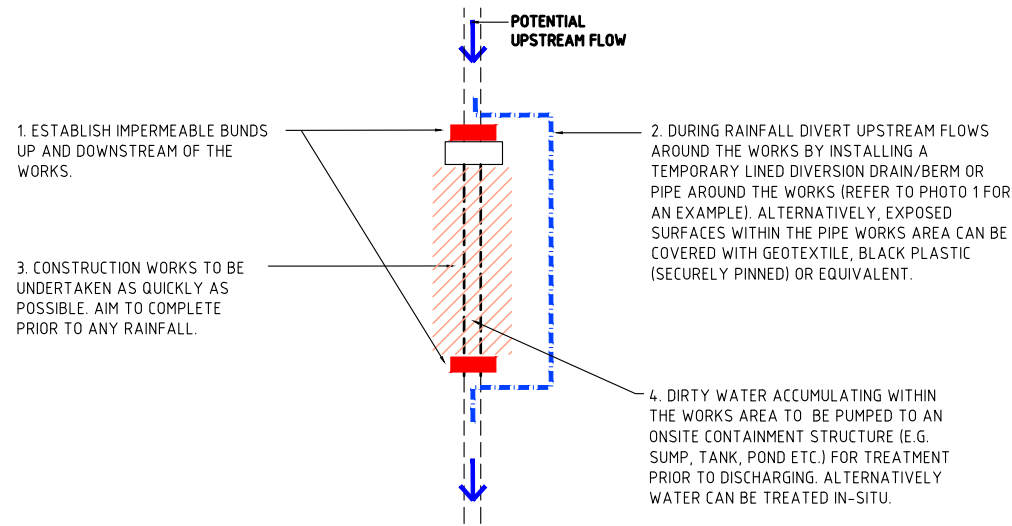 POTENTIAL
UPSTREAM FLOW
1. ESTABLISH IMPERMEABLE BUNDS
UP AND DOWNSTREAM OF THE
WORKS.
2. DURING RAINFALL DIVERT UPSTREAM FLOWS
AROUND THE WORKS BY INSTALLING A
TEMPORARY LINED DIVERSION DRAIN/BERM OR
PIPE AROUND THE WORKS (REFER TO PHOTO 1 FOR
AN EXAMPLE). ALTERNATIVELY, EXPOSED
SURFACES WITHIN THE PIPE WORKS AREA CAN BE
COVERED WITH GEOTEXTILE, BLACK PLASTIC
(SECURELY PINNED) OR EQUIVALENT.
3. CONSTRUCTION WORKS TO BE
UNDERTAKEN AS QUICKLY AS
POSSIBLE. AIM TO COMPLETE
PRIOR TO ANY RAINFALL.
4. DIRTY WATER ACCUMULATING WITHIN
THE WORKS AREA TO BE PUMPED TO AN
ONSITE CONTAINMENT STRUCTURE (E.G.
SUMP, TANK, POND ETC.) FOR TREATMENT
PRIOR TO DISCHARGING. ALTERNATIVELY
WATER CAN BE TREATED IN-SITU.